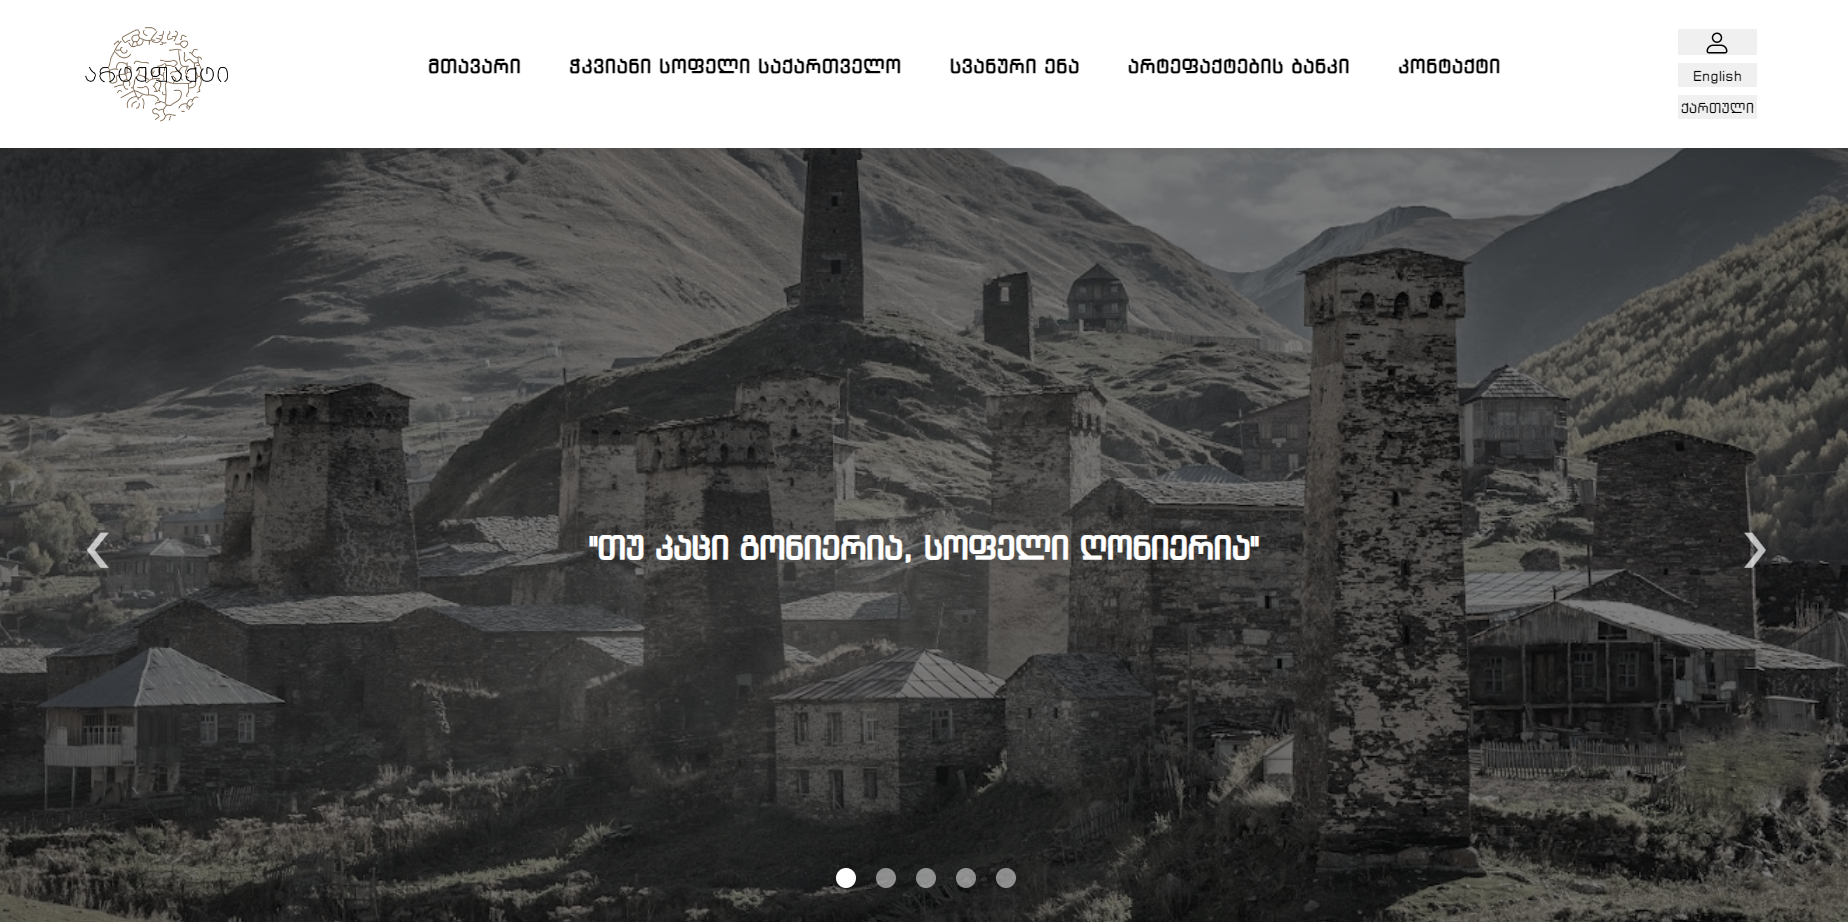 არტეფაქტი
მთავარი
ჭკვიანი სოფელი საქართველო
სვანური ენა
არტეფაქტების ბანკი
კონტაქტი
English
ქართული
"თუ კაცი გონიერია, სოფელი ღონიერია"